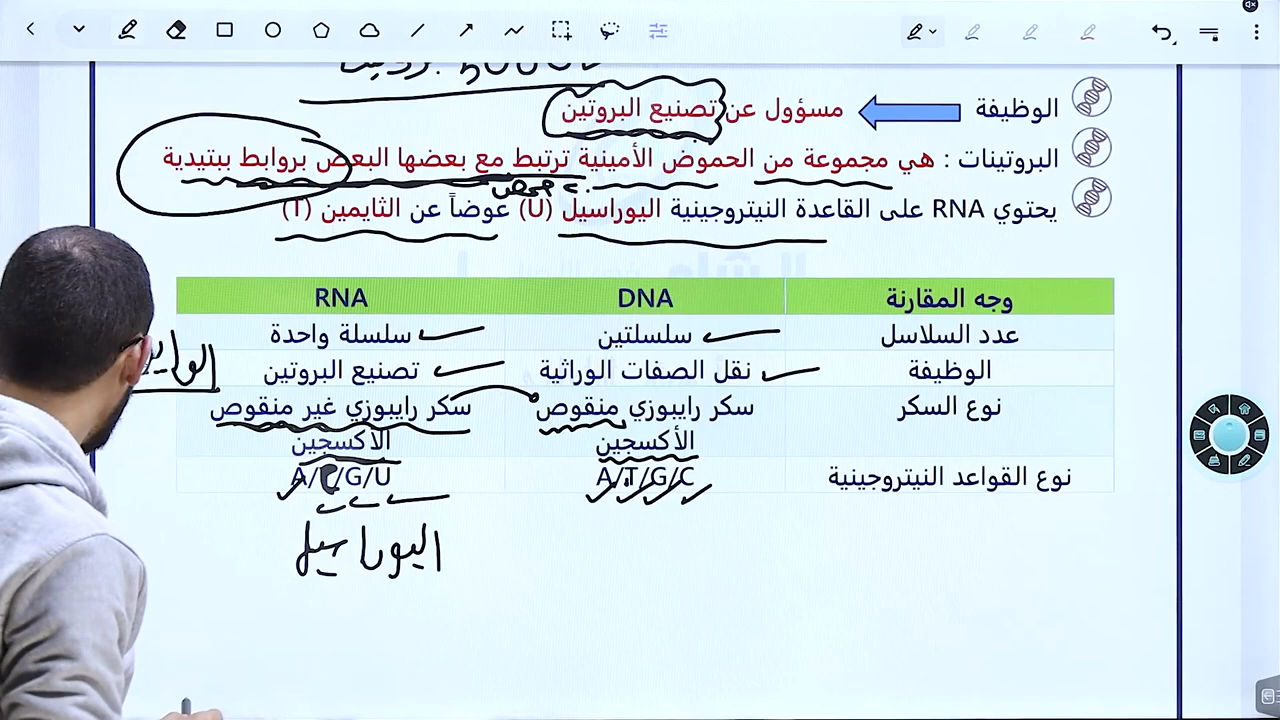 الوظيفة مسؤول عن تصنيع البروتين
البروتينات : هي مجموعة من الحموض الأمينية ترتبط مع بعضها البعض بروابط ببتيدية
حمض
يحتوي RNA على القاعدة النيتروجينية اليوراسيل (U) عوضاً عن الثايمين (T)
وجه المقارنة DNA RNA
عدد السلاسل سلسلتين سلسلة واحدة
الوظيفة نقل الصفات الوراثية تصنيع البروتين
نوع السكر سكر رايبوزي منقوص الأكسجين سكر رايبوزي غير منقوص الأكسجين
نوع القواعد النيتروجينية A/T/G/C A/C/G/U
اليوراسيل